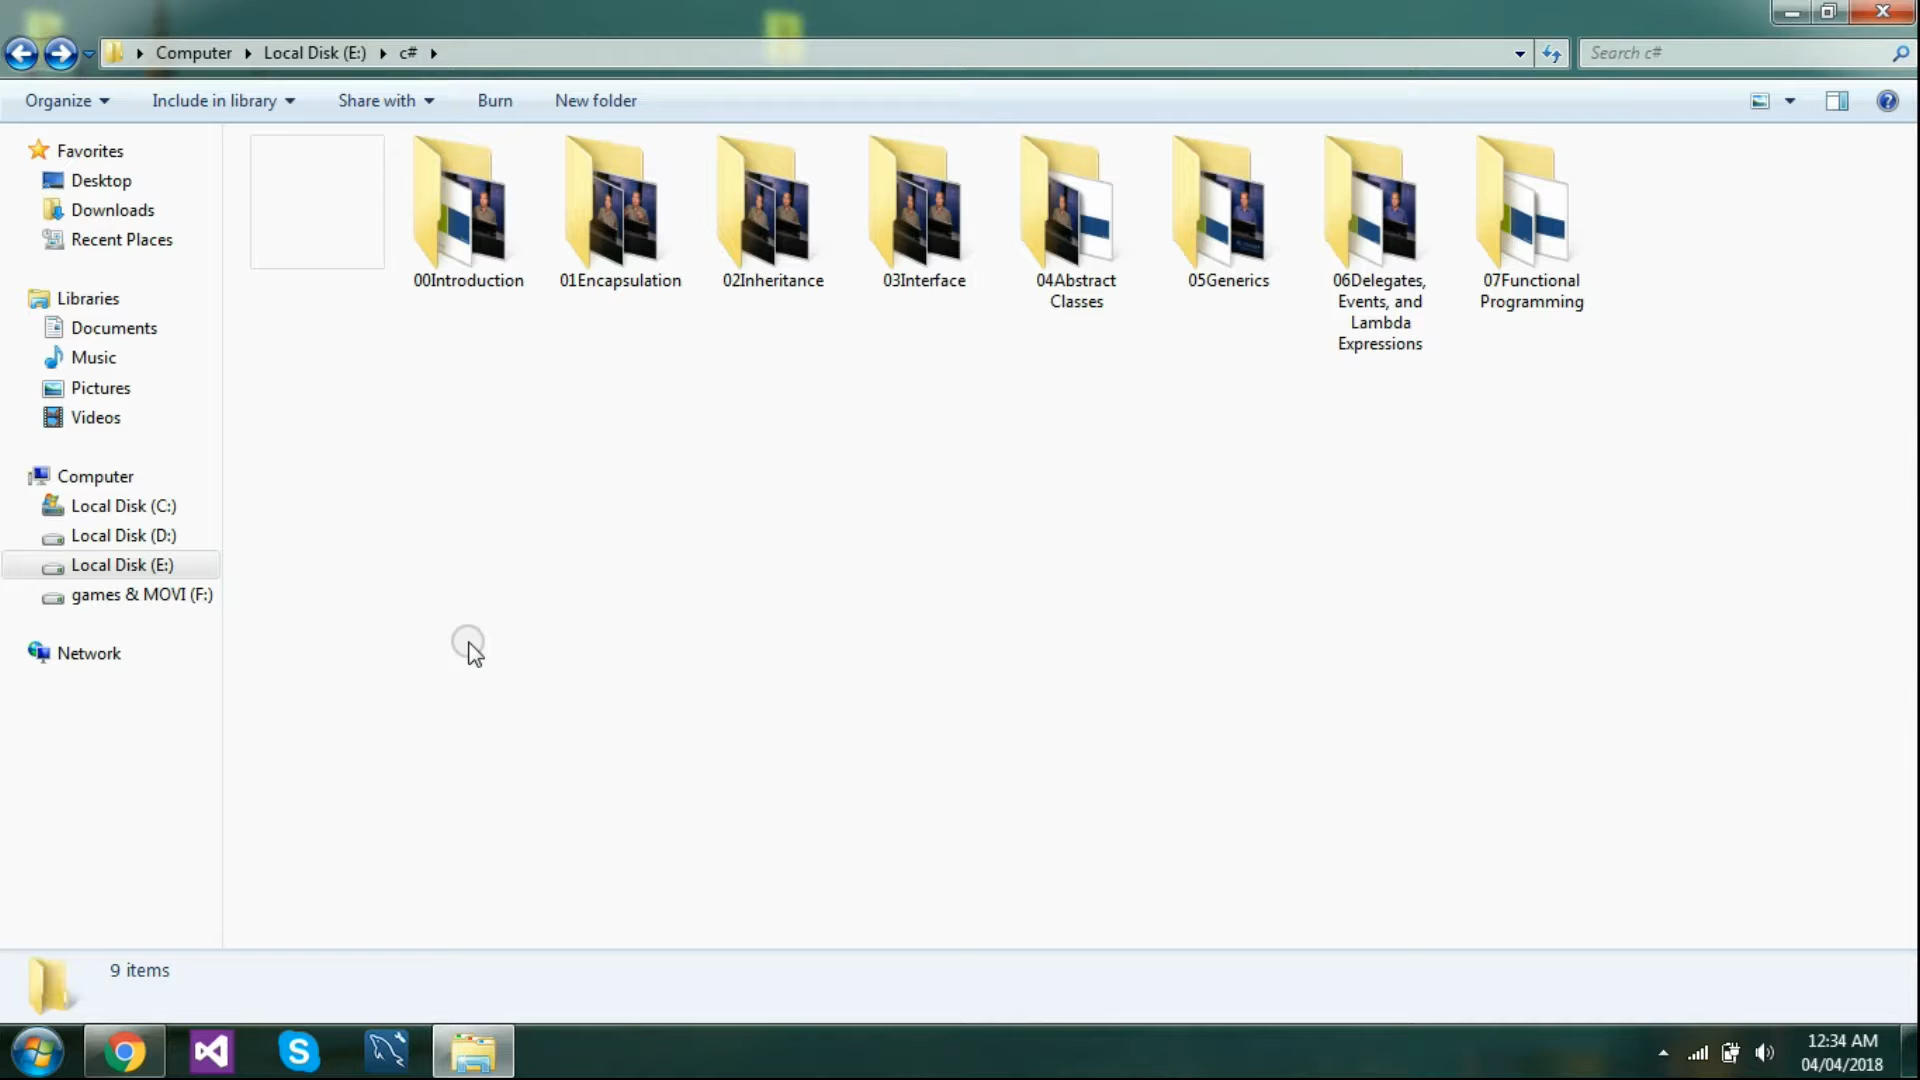 Computer Local Disk (E:) c#
Search c#
Organize Include in library Share with Burn New folder
Favorites
Desktop
Downloads
Recent Places
Libraries
Documents
Music
Pictures
Videos
Computer
Local Disk (C:)
Local Disk (D:)
Local Disk (E:)
games & MOVI (F:)
Network
00Introduction
01Encapsulation
02Inheritance
03Interface
04Abstract
Classes
05Generics
06Delegates,
Events, and
Lambda
Expressions
07Functional
Programming
9 items
12:34 AM
04/04/2018